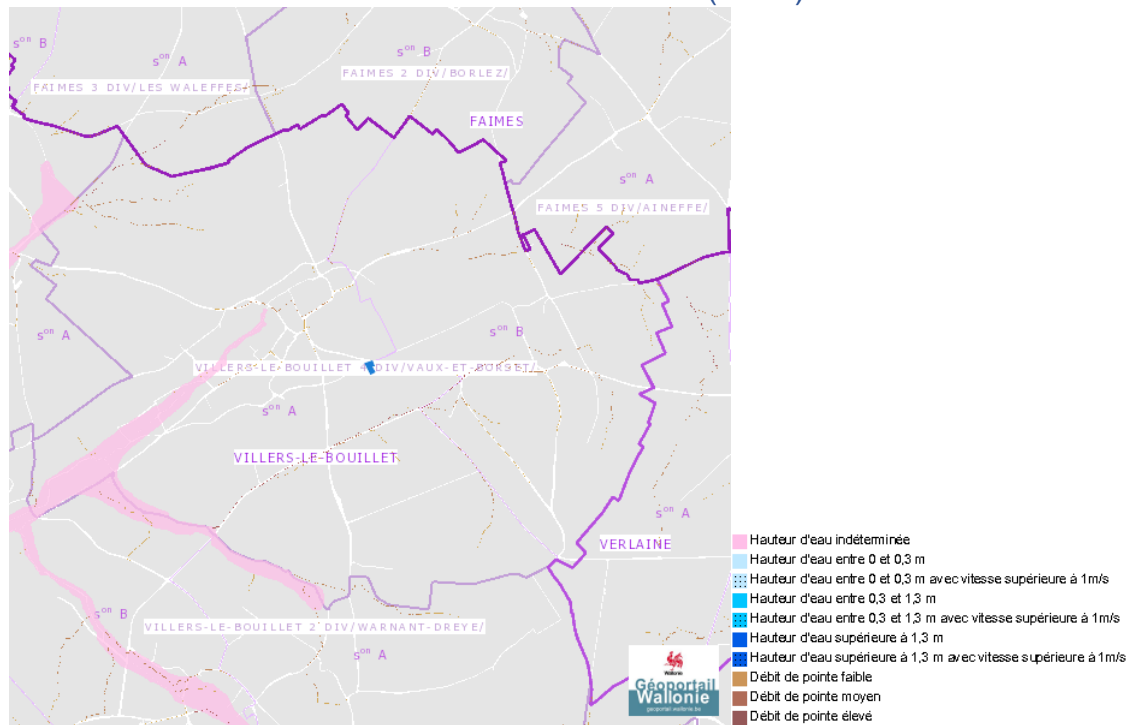 sᵒⁿ B
sᵒⁿ A
sᵒⁿ B
FAIMES 3 DIV/LES WALEFFES/
FAIMES 2 DIV/BORLEZ/
FAIMES
sᵒⁿ A
FAIMES 5 DIV/AINEFFE/
sᵒⁿ A
sᵒⁿ B
VILLERS-LE-BOUILLET 4 DIV/VAUX-ET-BORSET/
sᵒⁿ A
VILLERS-LE-BOUILLET
sᵒⁿ A
VERLAINE
sᵒⁿ B
VILLERS-LE-BOUILLET 2 DIV/WARNANT-DREYE/
sᵒⁿ A
Wallonie
Géoportail
Wallonie
geoportail.wallonie.be
Hauteur d'eau indéterminée
Hauteur d'eau entre 0 et 0,3 m
Hauteur d'eau entre 0 et 0,3 m avec vitesse supérieure à 1m/s
Hauteur d'eau entre 0,3 et 1,3 m
Hauteur d'eau entre 0,3 et 1,3 m avec vitesse supérieure à 1m/s
Hauteur d'eau supérieure à 1,3 m
Hauteur d'eau supérieure à 1,3 m avec vitesse supérieure à 1m/s
Débit de pointe faible
Débit de pointe moyen
Débit de pointe élevé